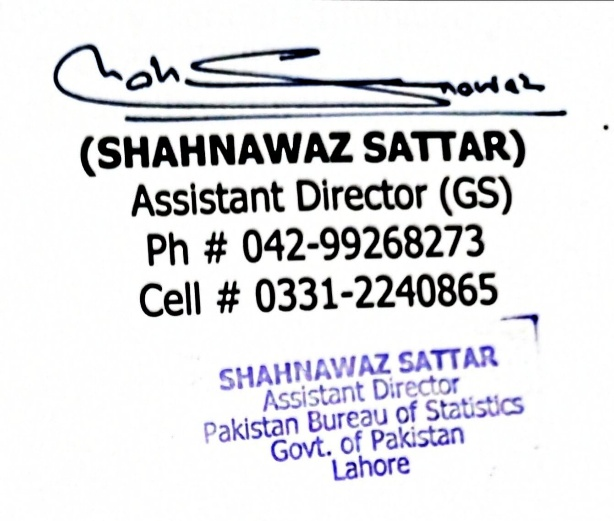 (SHAHNAWAZ SATTAR)
Assistant Director (GS)
Ph # 042-99268273
Cell # 0331-2240865
SHAHNAWAZ SATTAR
Assistant Director
Pakistan Bureau of Statistics
Govt. of Pakistan
Lahore